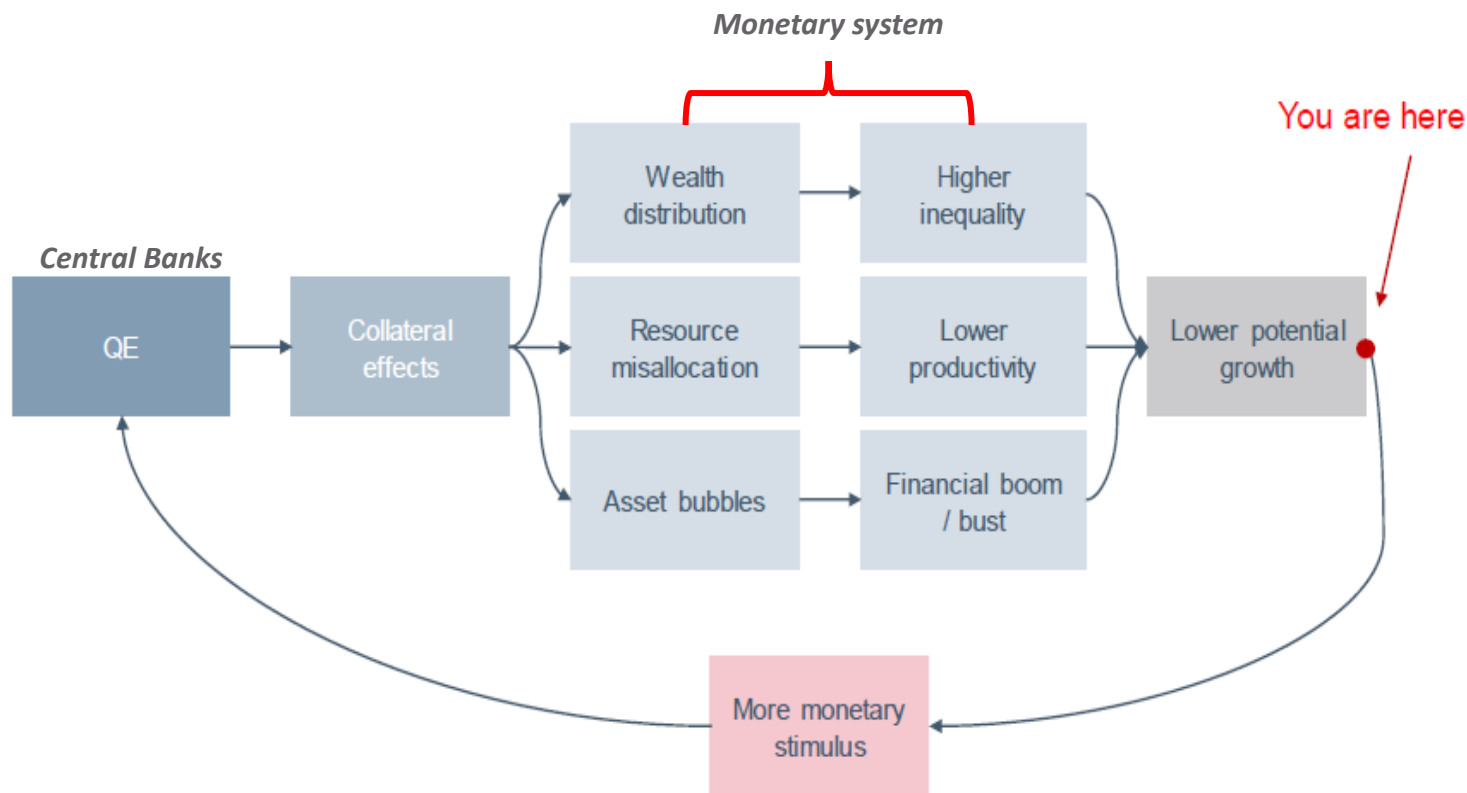 Monetary system
You are here
Wealth
distribution
Higher
inequality
Central Banks
QE
Collateral
effects
Resource
misallocation
Lower
productivity
Lower potential
growth
Asset bubbles
Financial boom
/ bust
More monetary
stimulus